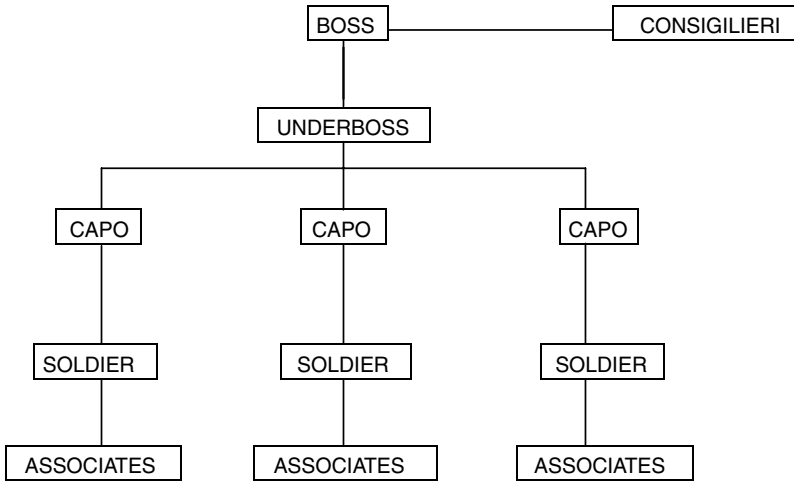 BOSS CONSIGILIERI
UNDERBOSS
CAPO CAPO CAPO
SOLDIER SOLDIER SOLDIER
ASSOCIATES ASSOCIATES ASSOCIATES